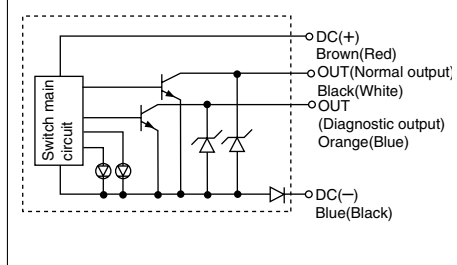 DC(+)
Brown(Red)
OUT(Normal output)
Black(White)
OUT
(Diagnostic output)
Orange(Blue)
Switch main
circuit
DC(−)
Blue(Black)